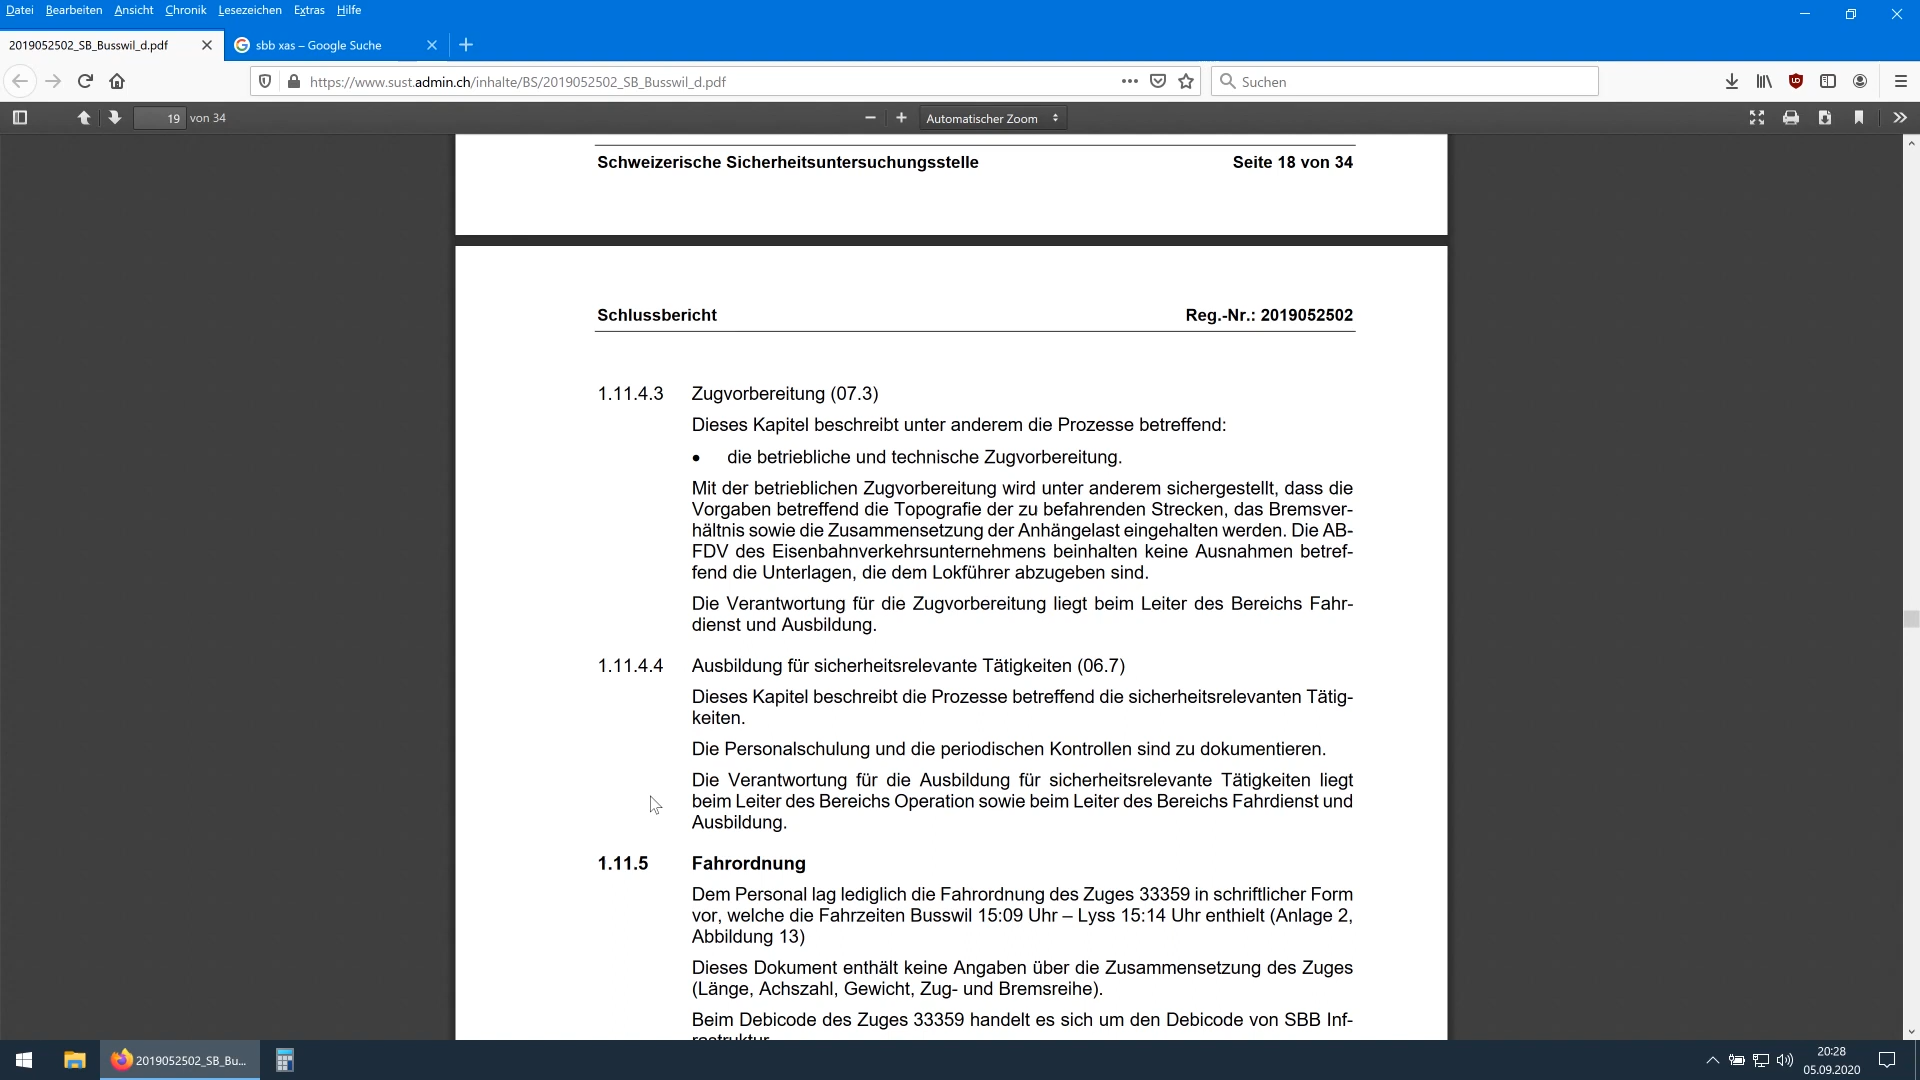 Datei Bearbeiten Ansicht Chronik Lesezeichen Extras Hilfe
2019052502_SB_Busswil_d.pdf
sbb xas – Google Suche
https://www.sust.admin.ch/inhalte/BS/2019052502_SB_Busswil_d.pdf
Suchen
19 von 34
Automatischer Zoom
Schweizerische Sicherheitsuntersuchungsstelle Seite 18 von 34
Schlussbericht Reg.-Nr.: 2019052502
1.11.4.3 Zugvorbereitung (07.3)
Dieses Kapitel beschreibt unter anderem die Prozesse betreffend:
• die betriebliche und technische Zugvorbereitung.
Mit der betrieblichen Zugvorbereitung wird unter anderem sichergestellt, dass die
Vorgaben betreffend die Topografie der zu befahrenden Strecken, das Bremsver-
hältnis sowie die Zusammensetzung der Anhängelast eingehalten werden. Die AB-
FDV des Eisenbahnverkehrsunternehmens beinhalten keine Ausnahmen betref-
fend die Unterlagen, die dem Lokführer abzugeben sind.
Die Verantwortung für die Zugvorbereitung liegt beim Leiter des Bereichs Fahr-
dienst und Ausbildung.
1.11.4.4 Ausbildung für sicherheitsrelevante Tätigkeiten (06.7)
Dieses Kapitel beschreibt die Prozesse betreffend die sicherheitsrelevanten Tätig-
keiten.
Die Personalschulung und die periodischen Kontrollen sind zu dokumentieren.
Die Verantwortung für die Ausbildung für sicherheitsrelevante Tätigkeiten liegt
beim Leiter des Bereichs Operation sowie beim Leiter des Bereichs Fahrdienst und
Ausbildung.
1.11.5 Fahrordnung
Dem Personal lag lediglich die Fahrordnung des Zuges 33359 in schriftlicher Form
vor, welche die Fahrzeiten Busswil 15:09 Uhr – Lyss 15:14 Uhr enthielt (Anlage 2,
Abbildung 13)
Dieses Dokument enthält keine Angaben über die Zusammensetzung des Zuges
(Länge, Achszahl, Gewicht, Zug- und Bremsreihe).
Beim Debicode des Zuges 33359 handelt es sich um den Debicode von SBB Inf-
rastruktur.
2019052502_SB_Bu...
20:28
05.09.2020